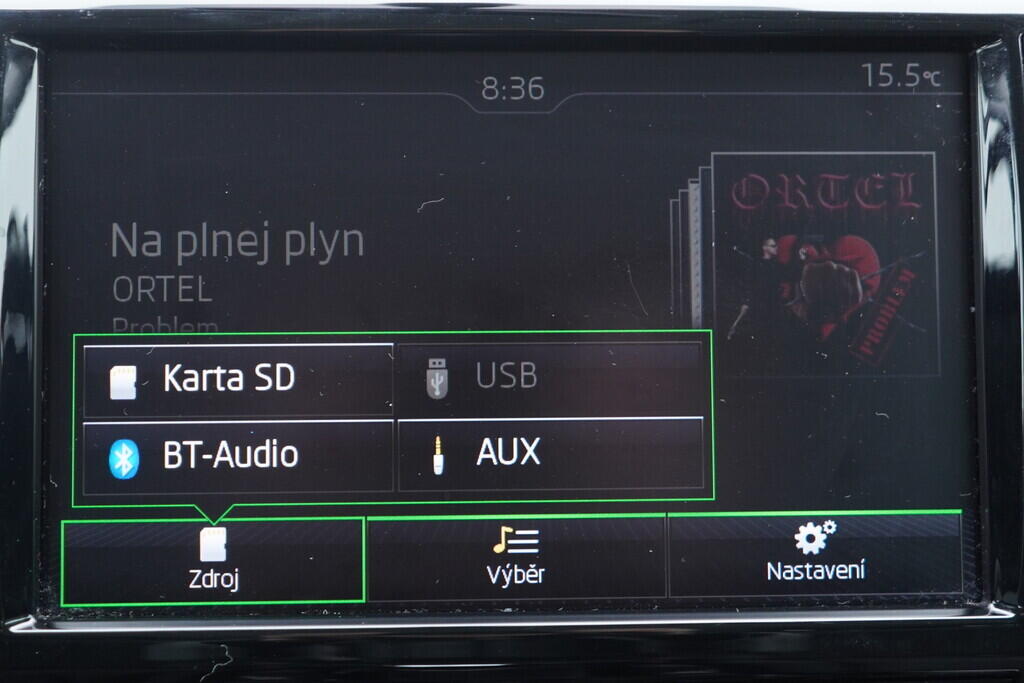 8:36
15.5°C
ORTEL
Na plnej plyn
ORTEL
Problem
PROBLEM
Karta SD
USB
BT-Audio
AUX
Zdroj
Výběr
Nastavení